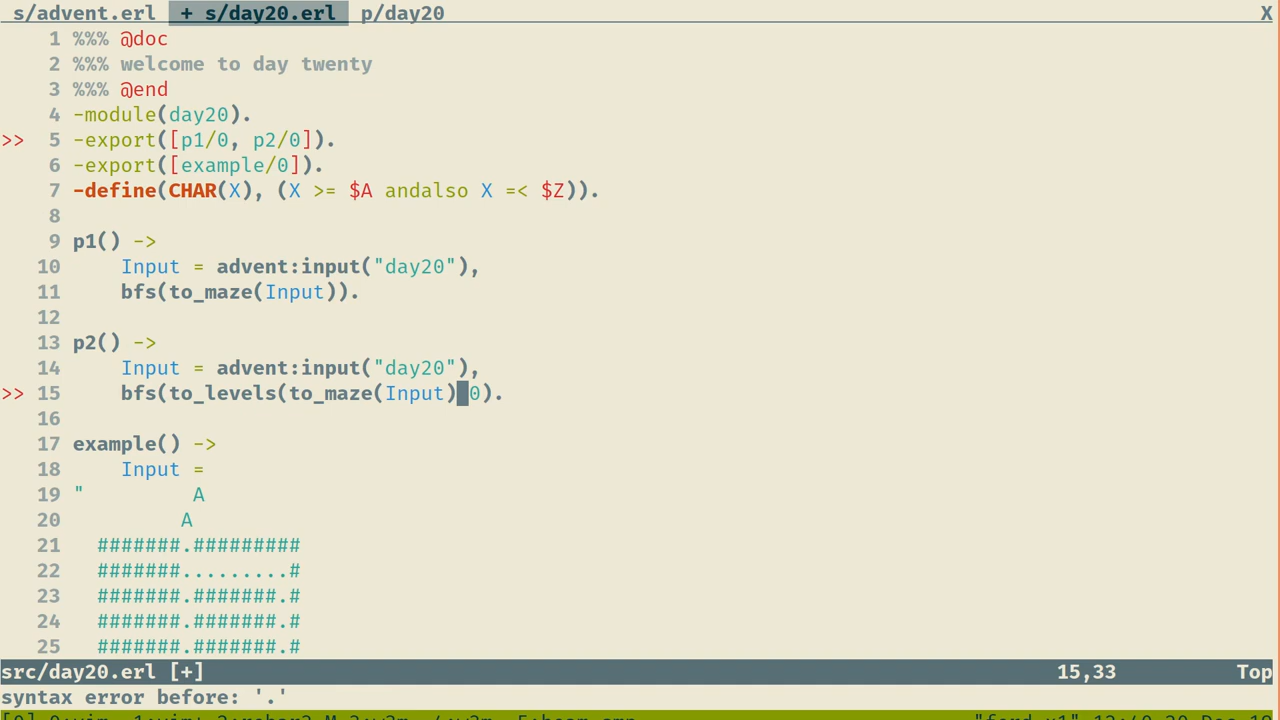 s/advent.erl + s/day20.erl p/day20 X
1 %%% @doc
2 %%% welcome to day twenty
3 %%% @end
4 -module(day20).
>> 5 -export([p1/0, p2/0]).
6 -export([example/0]).
7 -define(CHAR(X), (X >= $A andalso X =< $Z)).
8
9 p1() ->
10     Input = advent:input("day20"),
11     bfs(to_maze(Input)).
12
13 p2() ->
14     Input = advent:input("day20"),
>> 15     bfs(to_levels(to_maze(Input) 0).
16
17 example() ->
18     Input =
19 "         A
20          A
21   #######.#########
22   #######.........#
23   #######.#######.#
24   #######.#######.#
25   #######.#######.#
src/day20.erl [+] 15,33 Top
syntax error before: '.'